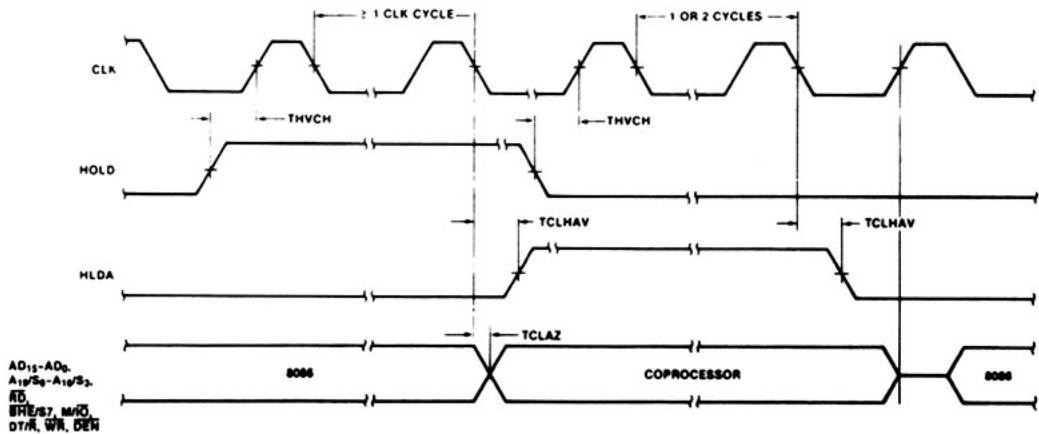 ≥ 1 CLK CYCLE
1 OR 2 CYCLES
CLK
THVCH
THVCH
HOLD
TCLHAV
TCLHAV
HLDA
TCLAZ
AD15-AD0,
A19/S6-A16/S3,
RD,
BHE/S7, M/IO,
DT/R, WR, DEN
8086
COPROCESSOR
8086